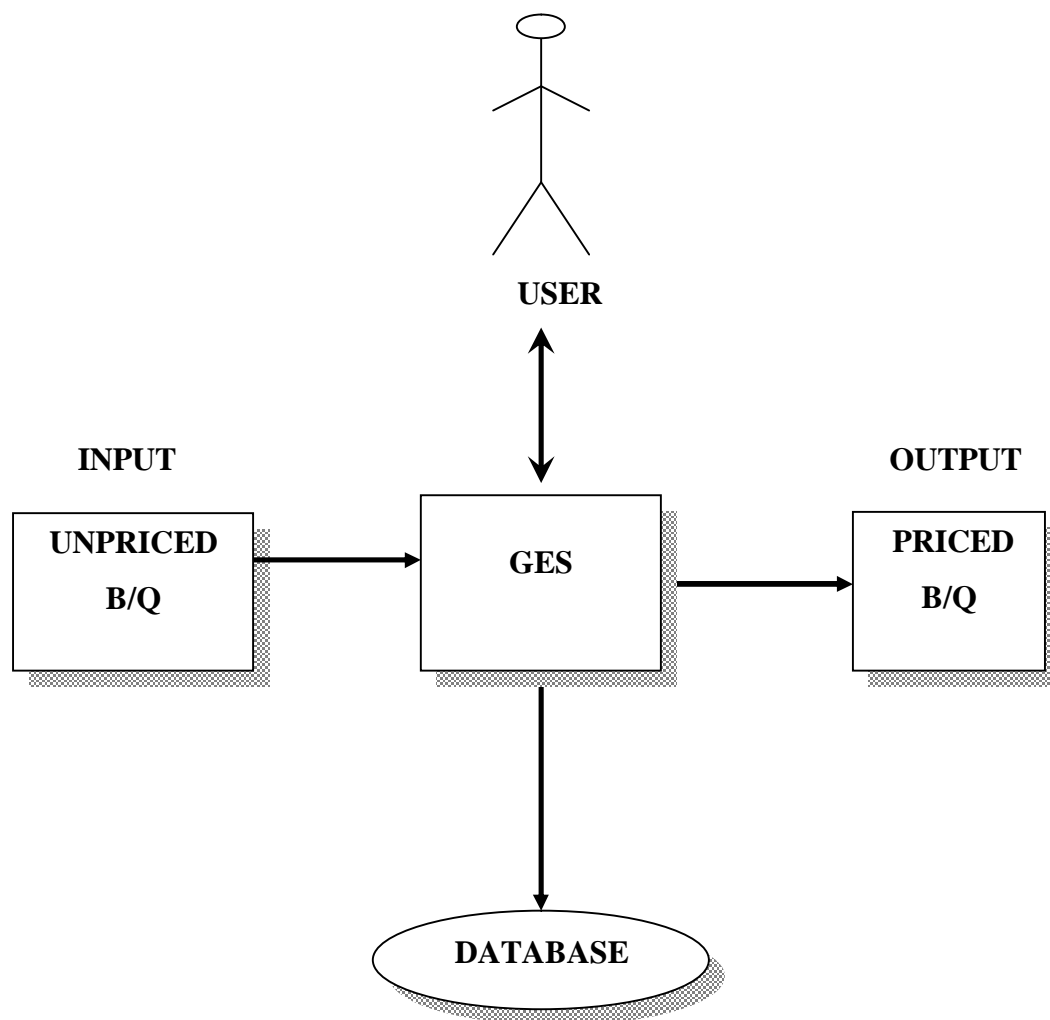 USER
INPUT
OUTPUT
UNPRICED
B/Q
GES
PRICED
B/Q
DATABASE